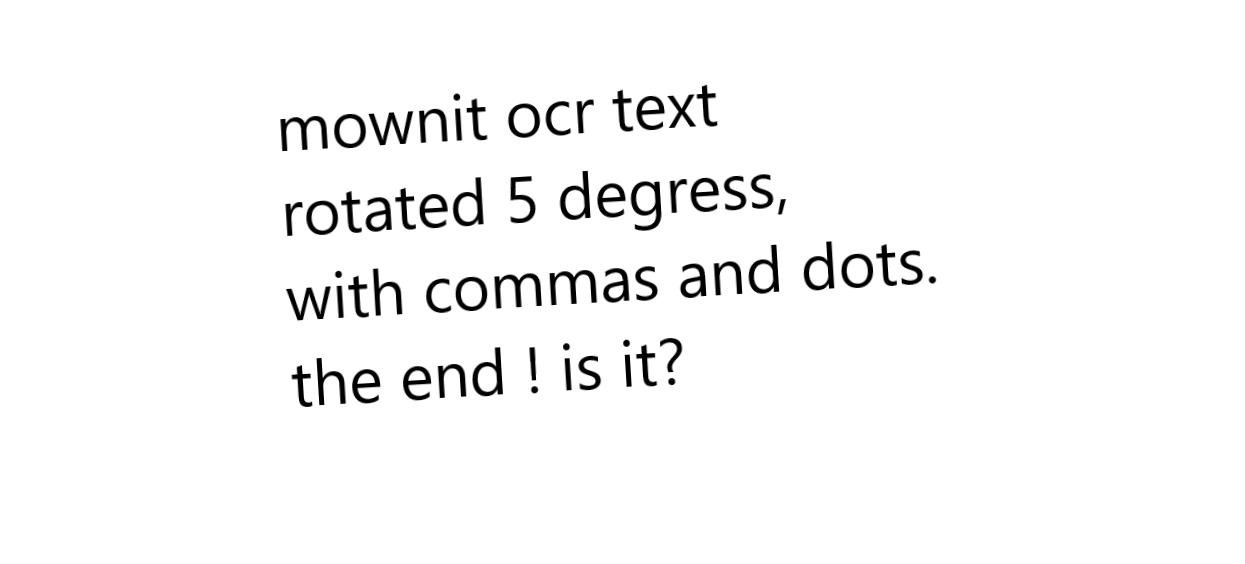 mownit ocr text
rotated 5 degress,
with commas and dots.
the end ! is it?